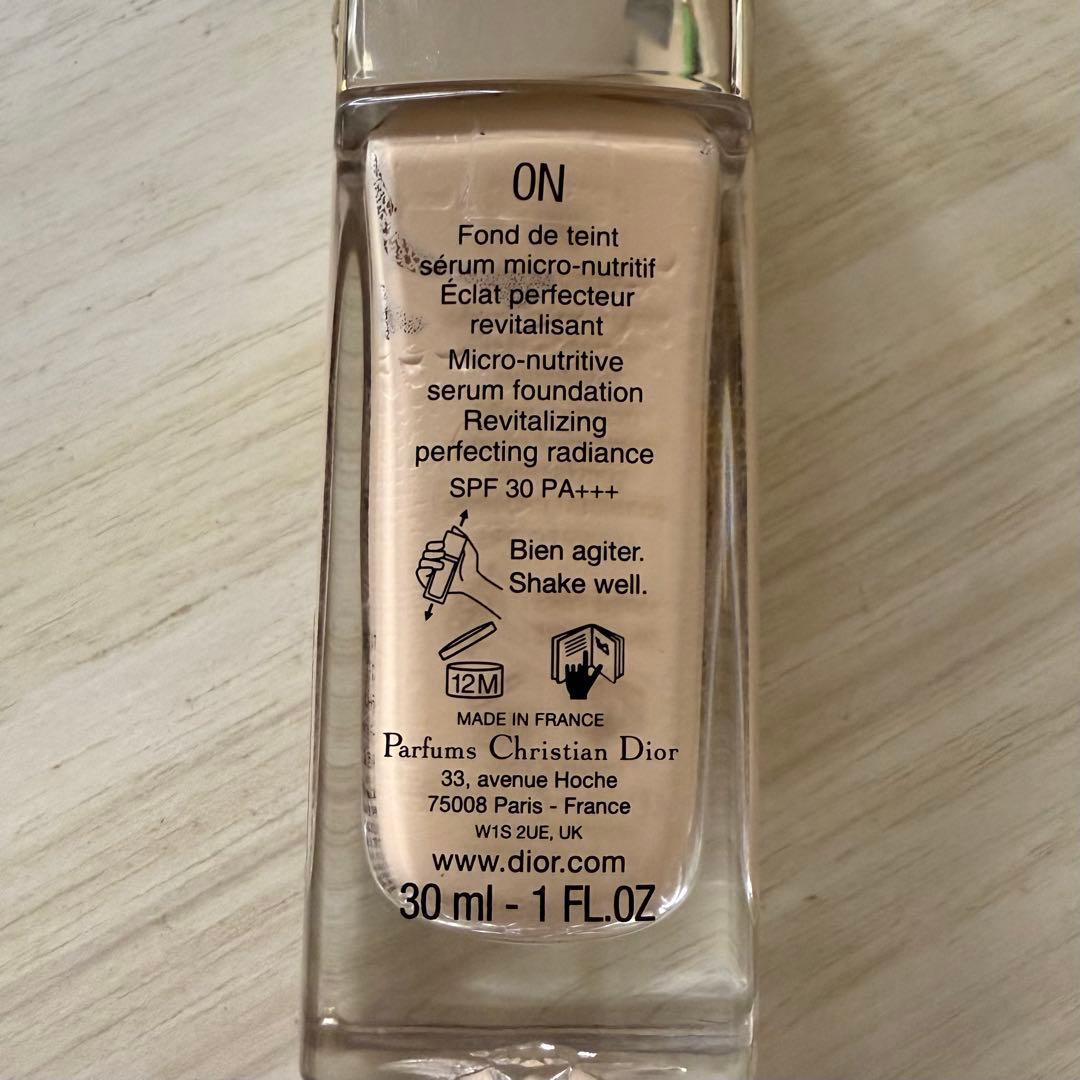 0N
Fond de teint
sérum micro-nutritif
Éclat perfecteur
revitalisant
Micro-nutritive
serum foundation
Revitalizing
perfecting radiance
SPF 30 PA+++
Bien agiter.
Shake well.
12M
MADE IN FRANCE
Parfums Christian Dior
33, avenue Hoche
75008 Paris - France
W1S 2UE, UK
www.dior.com
30 ml - 1 FL.OZ